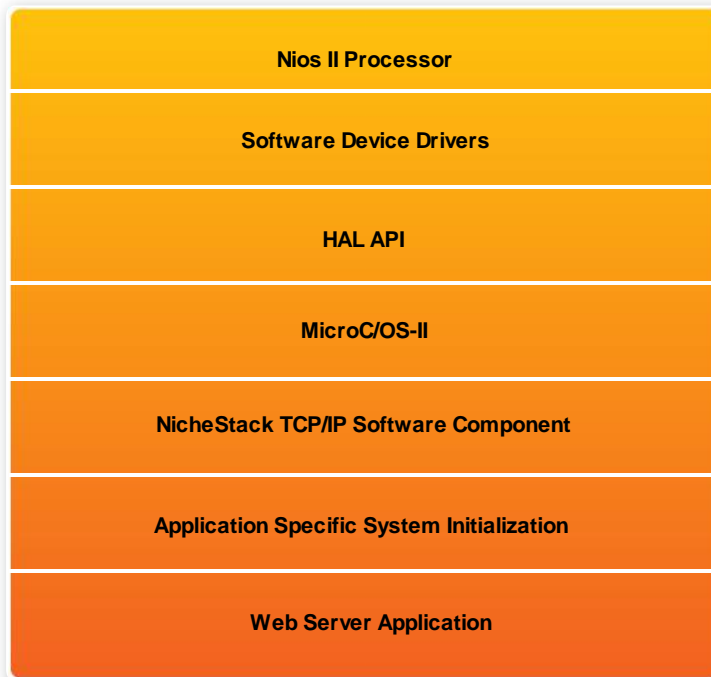 Nios II Processor
Software Device Drivers
HAL API
MicroC/OS-II
NicheStack TCP/IP Software Component
Application Specific System Initialization
Web Server Application